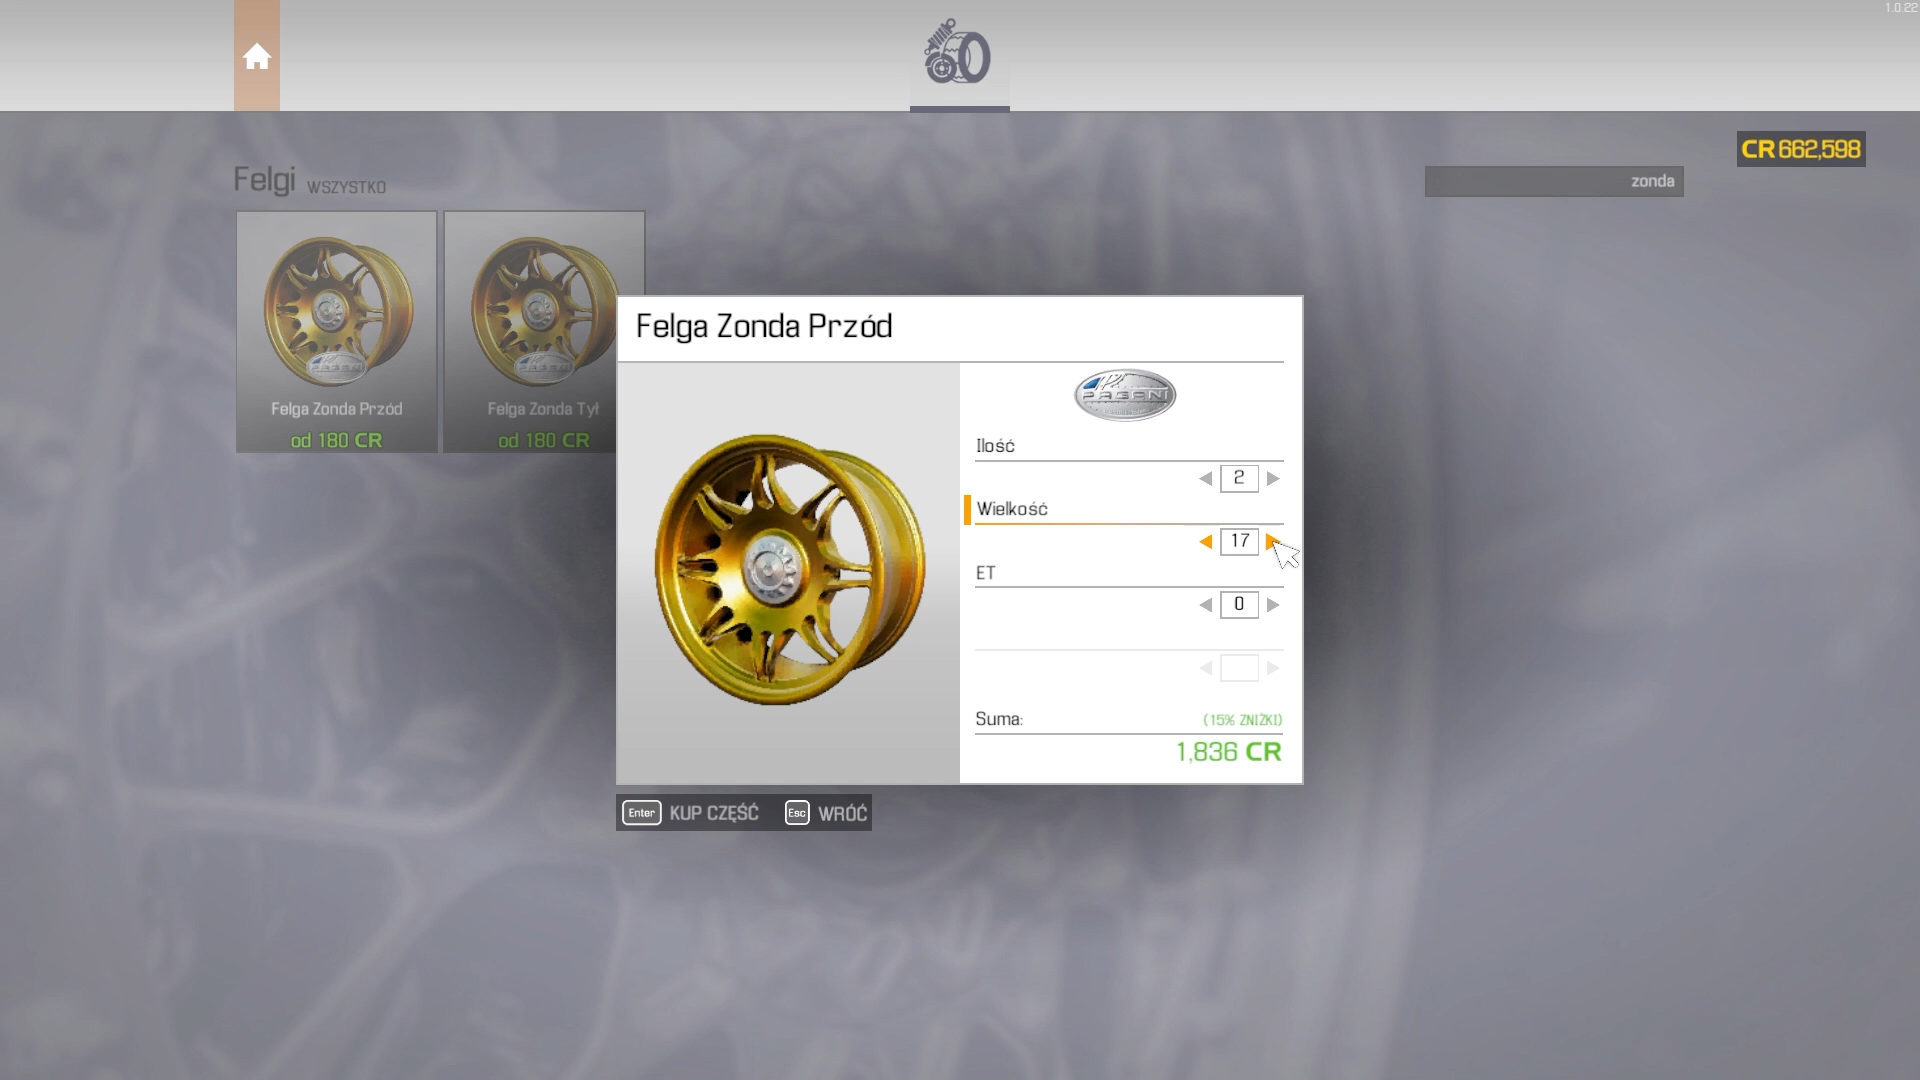 1.0.22
CR 662,598
Felgi WSZYSTKO
zonda
Felga Zonda Przód
od 180 CR
Felga Zonda Tył
od 180 CR
Felga Zonda Przód
PAGANI
Ilość
2
Wielkość
17
ET
0
Suma:
(15% ZNIŻKI)
1,836 CR
Enter KUP CZĘŚĆ Esc WRÓĆ